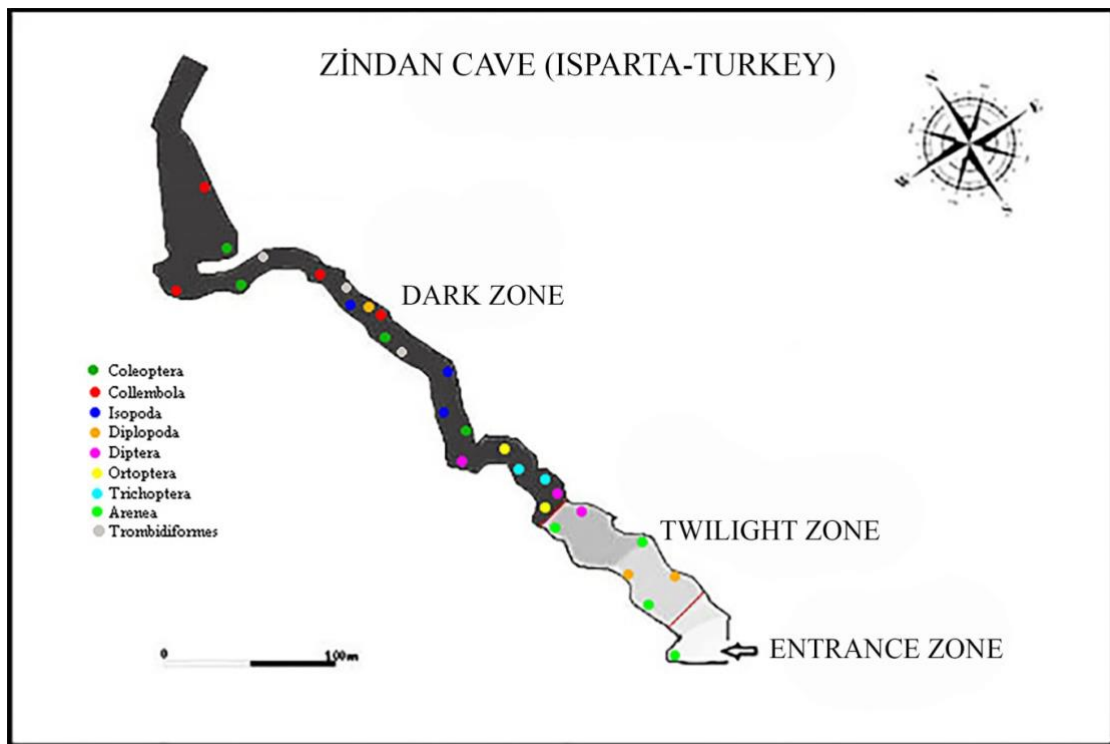 ZİNDAN CAVE (ISPARTA-TURKEY)
DARK ZONE
Coleoptera
Collembola
Isopoda
Diplopoda
Diptera
Ortoptera
Trichoptera
Arenea
Trombidiformes
TWILIGHT ZONE
ENTRANCE ZONE
0 100m